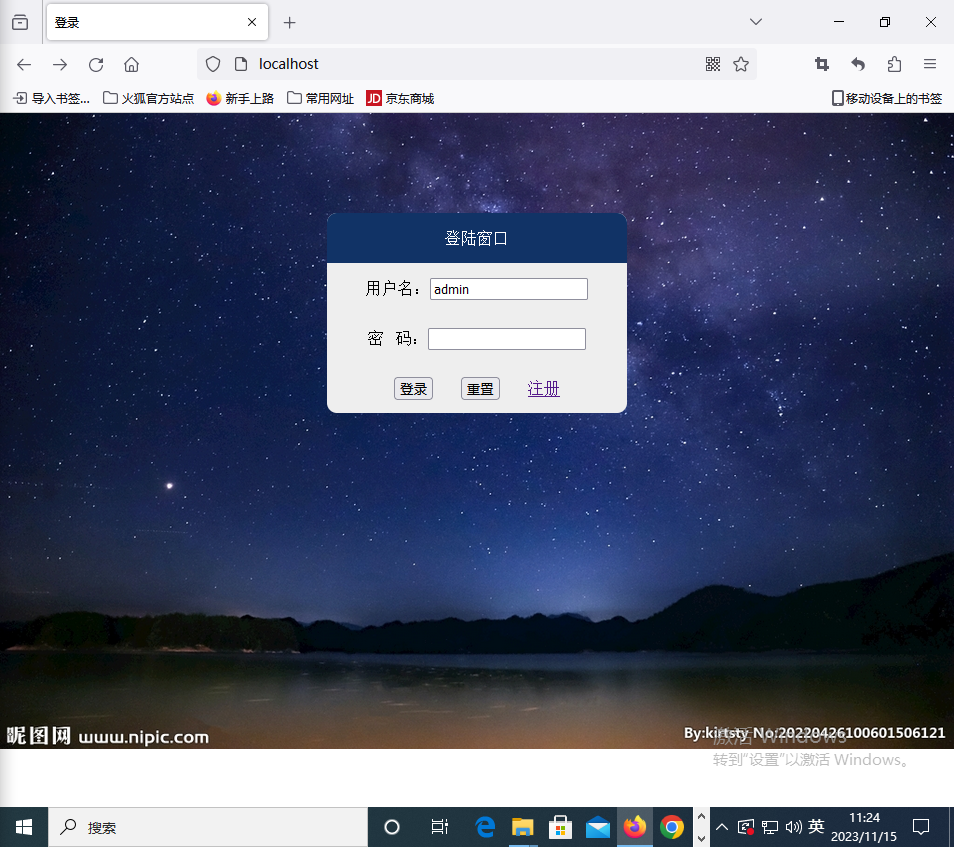 登录
localhost
导入书签... 火狐官方站点 新手上路 常用网址 JD 京东商城 移动设备上的书签
登陆窗口
用户名： admin
密 码：
登录 重置 注册
昵图网 www.nipic.com
By:kirtsty No:20220426100601506121
激活 Windows
转到"设置"以激活 Windows。
搜索
英
11:24
2023/11/15